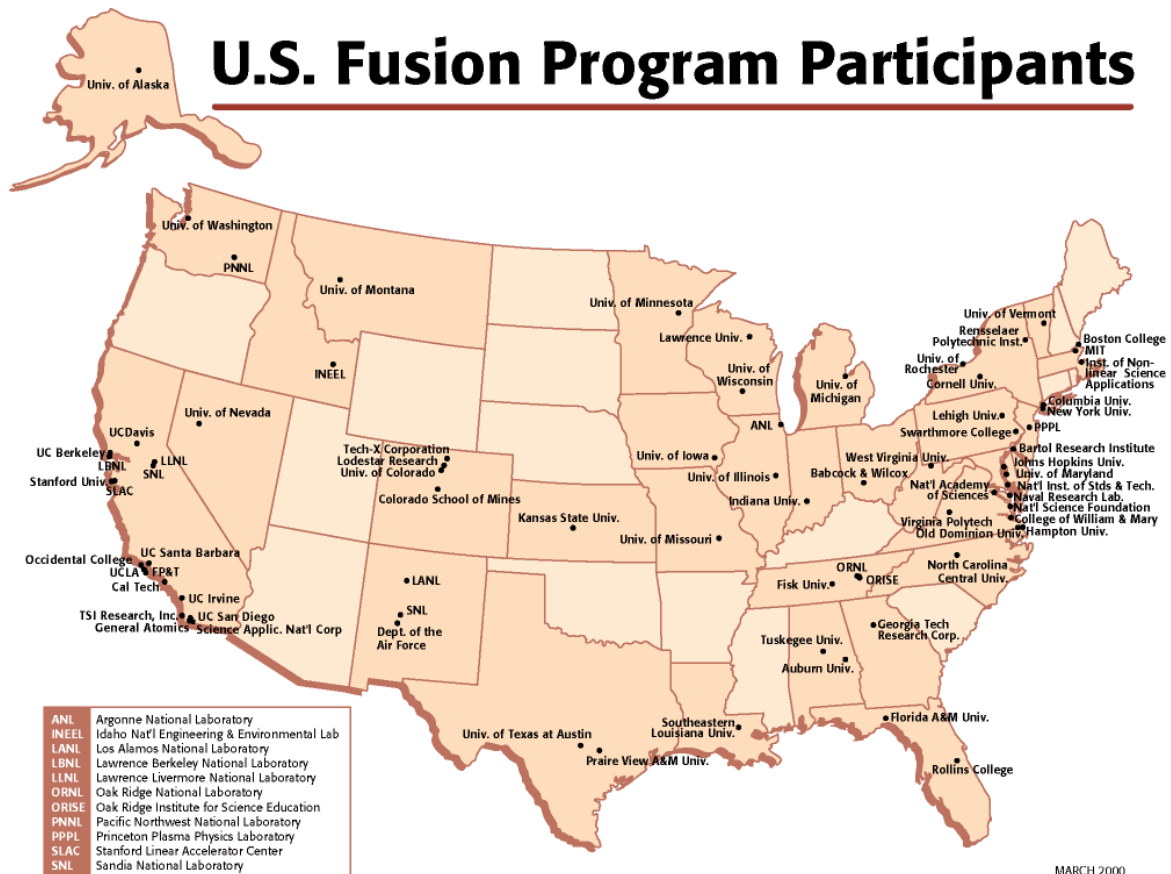 U.S. Fusion Program Participants
Univ. of Alaska
Univ. of Washington
PNNL
Univ. of Montana
INEEL
Univ. of Nevada
UCDavis
UC Berkeley
LBNL
LLNL
SNL
Stanford Univ.
SLAC
UC Santa Barbara
Occidental College
UCLA
FP&T
Cal Tech
UC Irvine
TSI Research, Inc.
UC San Diego
General Atomics
Science Applic. Nat'l Corp
Tech-X Corporation
Lodestar Research
Univ. of Colorado
Colorado School of Mines
LANL
SNL
Dept. of the
Air Force
Kansas State Univ.
Univ. of Texas at Austin
Praire View A&M Univ.
Univ. of Minnesota
Lawrence Univ.
Univ. of
Wisconsin
Univ. of
Michigan
ANL
Univ. of Iowa
Univ. of Illinois
Indiana Univ.
Univ. of Missouri
Babcock & Wilcox
West Virginia Univ.
Fisk Univ.
ORNL
ORISE
Tuskegee Univ.
Auburn Univ.
Georgia Tech
Research Corp.
Southeastern
Louisiana Univ.
Florida A&M Univ.
Rollins College
North Carolina
Central Univ.
Univ. of Vermont
Rensselaer
Polytechnic Inst.
Univ. of
Rochester
Cornell Univ.
Boston College
MIT
Inst. of Non-
linear Science
Applications
Columbia Univ.
New York Univ.
Lehigh Univ.
PPPL
Swarthmore College
Bartol Research Institute
Johns Hopkins Univ.
Univ. of Maryland
Nat'l Academy
of Sciences
Nat'l Inst. of Stds & Tech.
Naval Research Lab.
Nat'l Science Foundation
Virginia Polytech
College of William & Mary
Old Dominion Univ.
Hampton Univ.
ANL Argonne National Laboratory
INEEL Idaho Nat'l Engineering & Environmental Lab
LANL Los Alamos National Laboratory
LBNL Lawrence Berkeley National Laboratory
LLNL Lawrence Livermore National Laboratory
ORNL Oak Ridge National Laboratory
ORISE Oak Ridge Institute for Science Education
PNNL Pacific Northwest National Laboratory
PPPL Princeton Plasma Physics Laboratory
SLAC Stanford Linear Accelerator Center
SNL Sandia National Laboratory
MARCH 2000